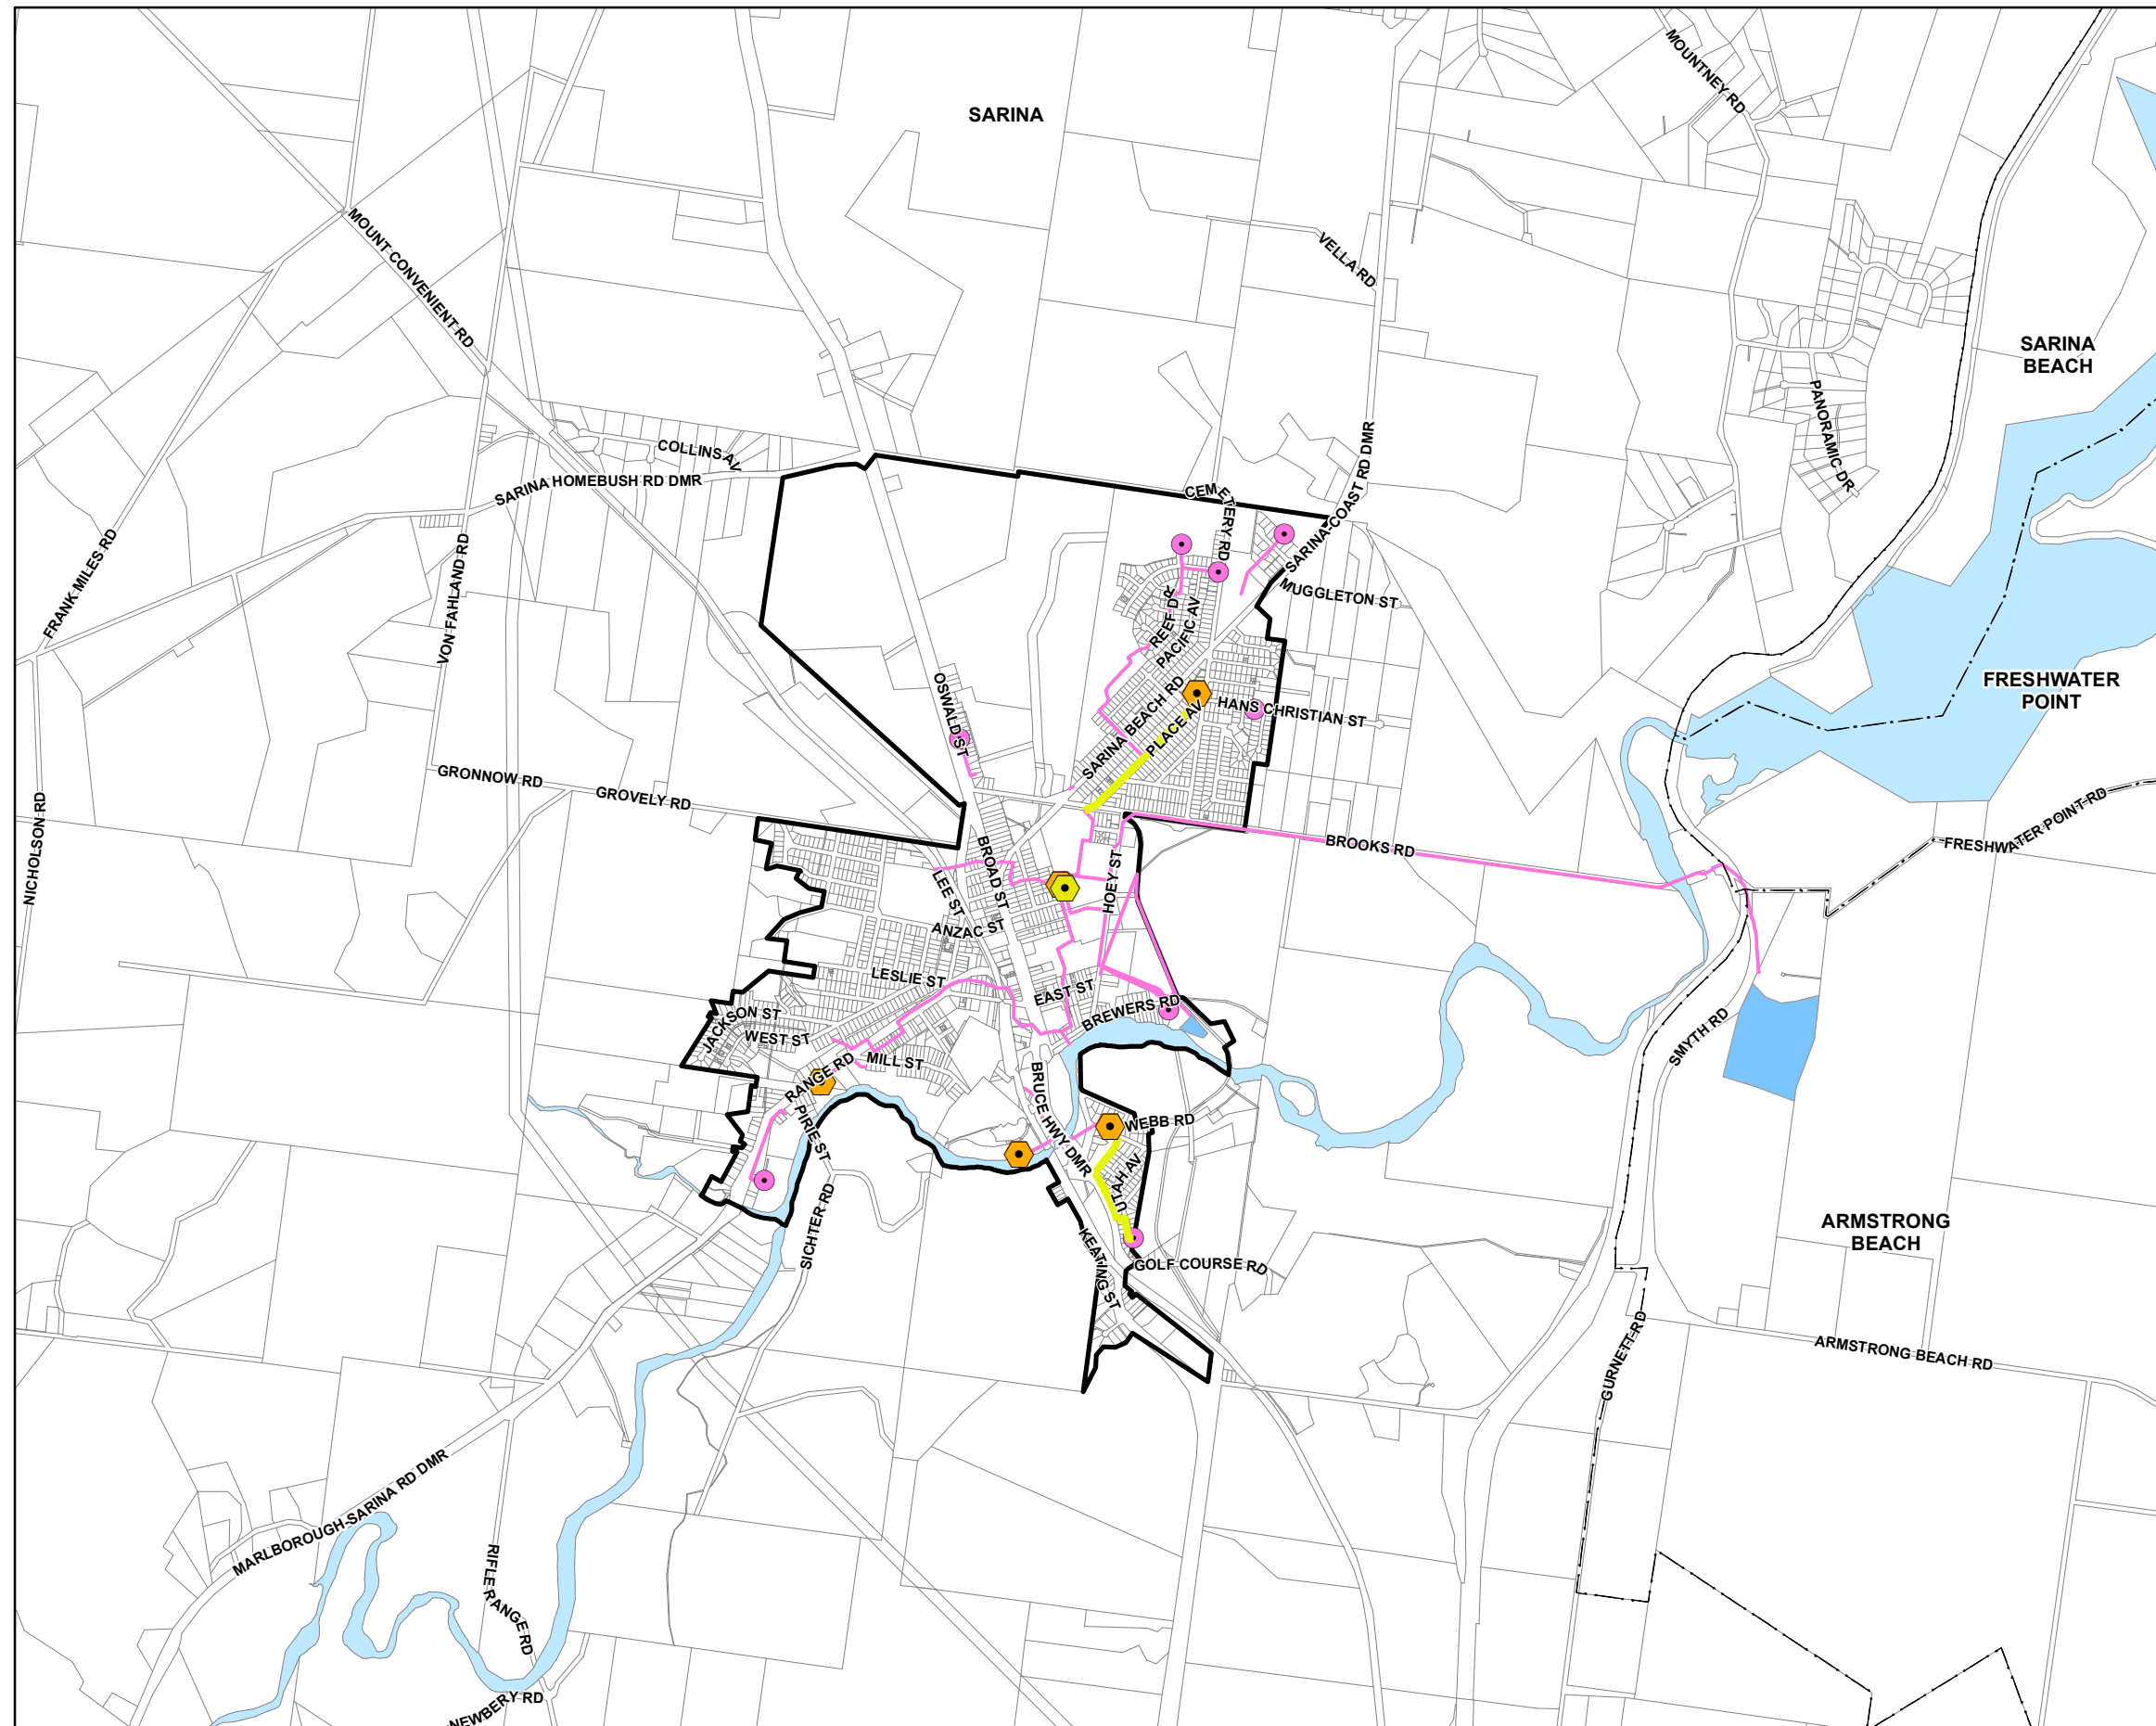 MOUNTNEY RD
SARINA
MOUNT CONVENIENT RD
VELLA RD
SARINA
BEACH
PANORAMIC DR
COLLINS AV
SARINA HOMEBUSH RD DMR
CEMETERY RD
SARINA-COAST RD DMR
FRANK MILES RD
VON FAHLAND RD
MUGGLETON ST
REEF DR
PACIFIC AV
OSWALD ST
SARINA BEACH RD
PLACE AV
HANS CHRISTIAN ST
FRESHWATER
POINT
GRONNOW RD
GROVELY RD
NICHOLSON RD
BROOKS RD
FRESHWATER POINT RD
BROAD ST
LEE ST
HOEY ST
ANZAC ST
LESLIE ST
EAST ST
BREWERS RD
JACKSON ST
WEST ST
MILL ST
RANGE RD
SMYTH RD
PIRIE ST
BRUCE HWY DMR
WEBB RD
UTAH AV
SICHTER RD
ARMSTRONG
BEACH
KEATING ST
GOLF COURSE RD
GURNETT RD
ARMSTRONG BEACH RD
MARLBOROUGH-SARINA RD DMR
RIFLE RANGE RD
NEWBERY RD